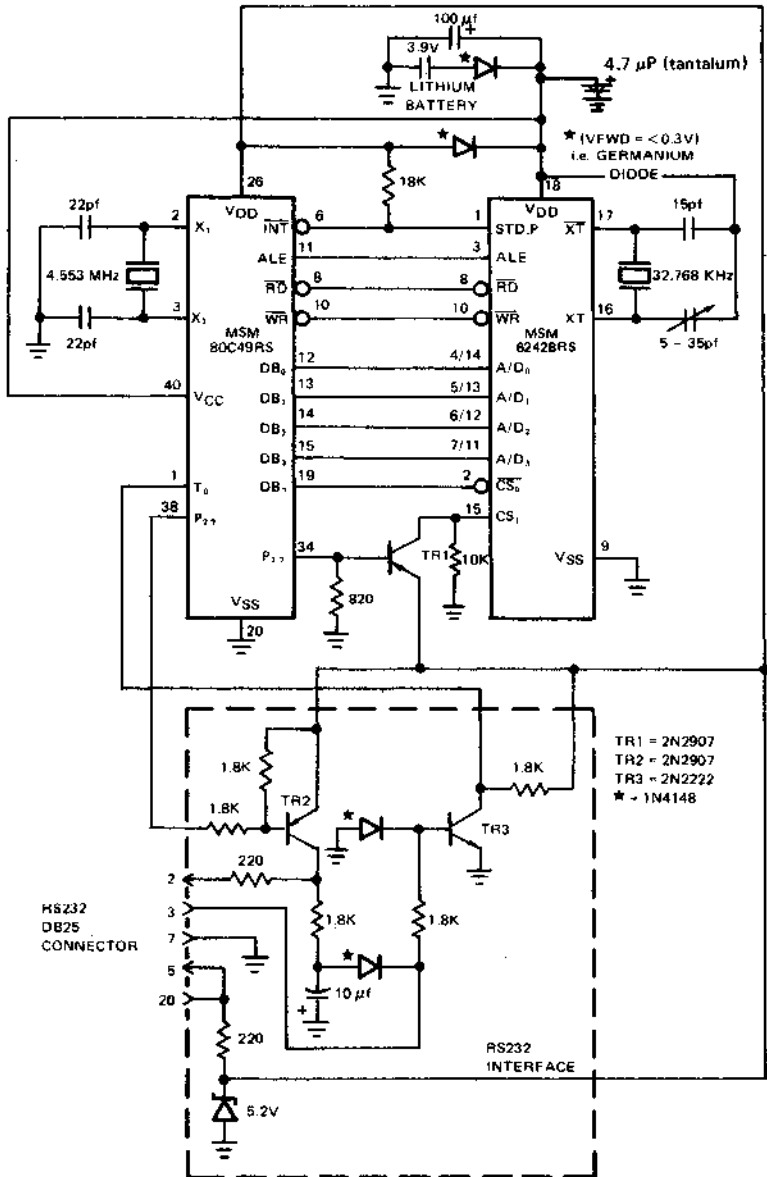 100 µf
+
3.9V
★
LITHIUM
BATTERY
4.7 µP (tantalum)
+
★ (VFWD = <0.3V)
i.e. GERMANIUM
DIODE
★
18K
26
18
22pf
2
X₁
VDD
INT
6
1
STD.P
VDD
XT
17
15pf
ALE
11
3
ALE
4.553 MHz
RD
8
8
RD
32.768 KHz
3
X₂
WR
10
10
WR
XT
16
22pf
MSM
80C49RS
MSM
6242BRS
5 – 35pf
DB₀
12
4/14
A/D₀
40
VCC
DB₁
13
5/13
A/D₁
DB₂
14
6/12
A/D₂
DB₃
15
7/11
A/D₃
1
T₀
DB₇
19
2
CS₀
38
P₂₇
15
CS₁
34
TR1
10K
9
VSS
820
VSS
20
TR1 = 2N2907
TR2 = 2N2907
TR3 = 2N2222
★ - 1N4148
1.8K
1.8K
1.8K
TR2
★
TR3
2
220
RS232
DB25
CONNECTOR
3
1.8K
1.8K
7
★
5
+
10 µf
20
220
RS232
INTERFACE
5.2V